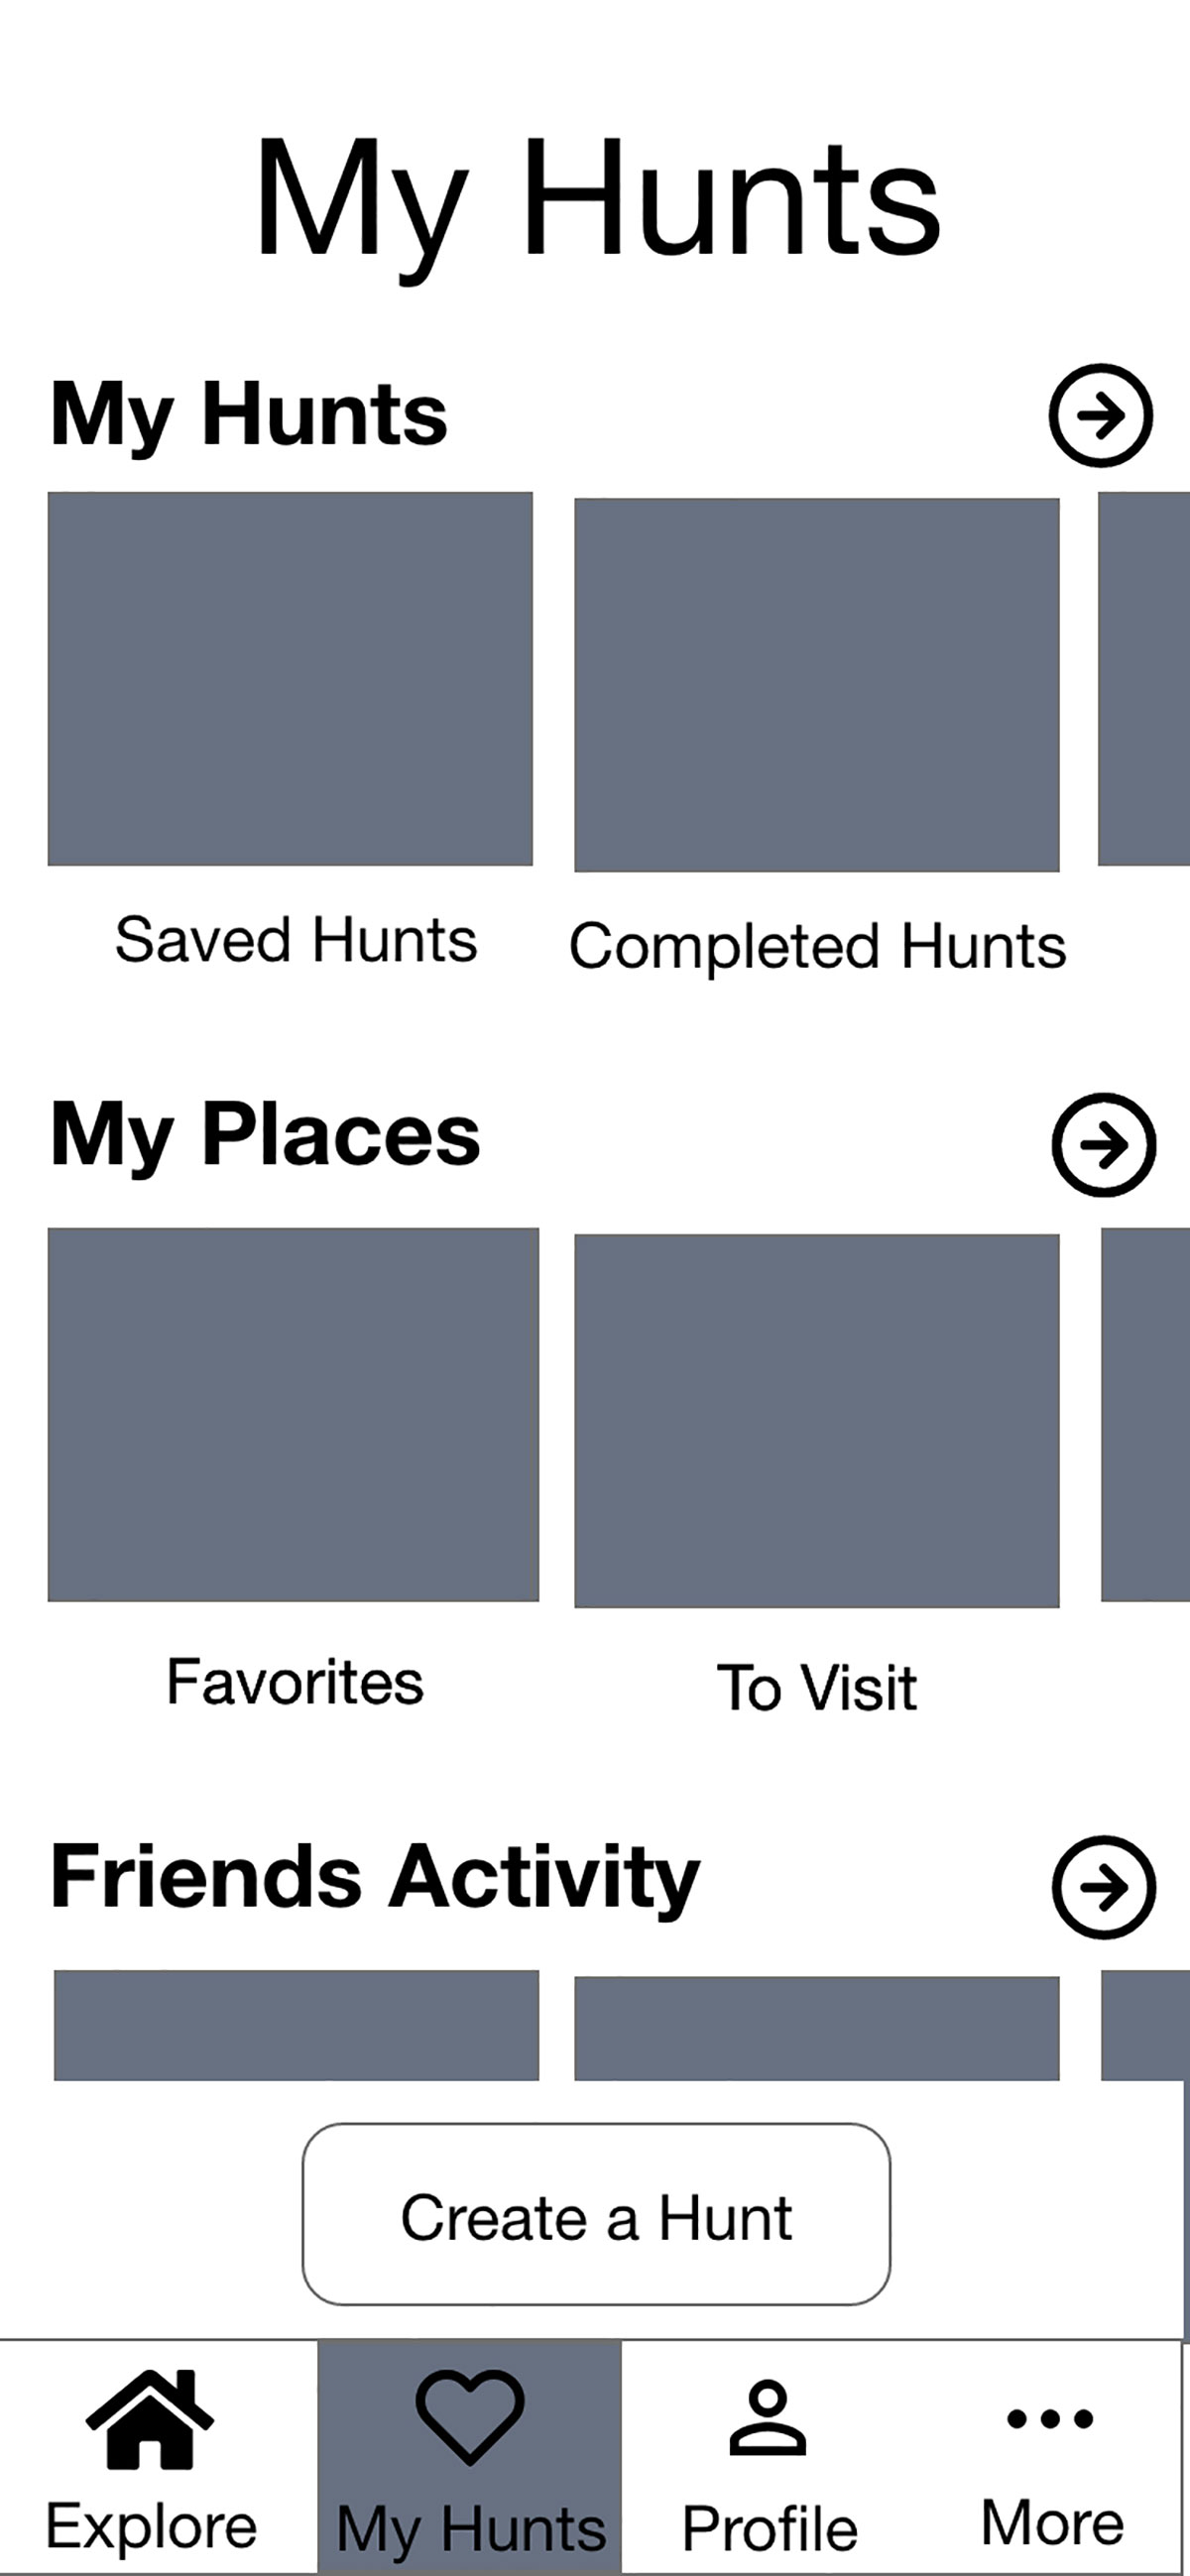 My Hunts
My Hunts
Saved Hunts
Completed Hunts
My Places
Favorites
To Visit
Friends Activity
Create a Hunt
Explore
My Hunts
Profile
More